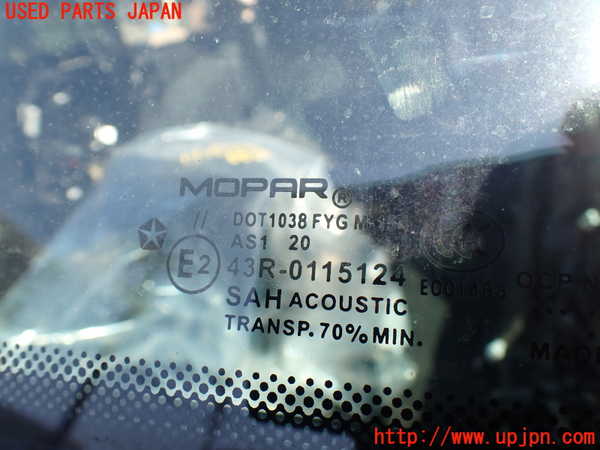 USED PARTS JAPAN
MOPAR®
// DOT1038 FYG
AS1 20
E2 43R-0115124
SAH ACOUSTIC
TRANSP. 70% MIN.
http://www.upjpn.com/